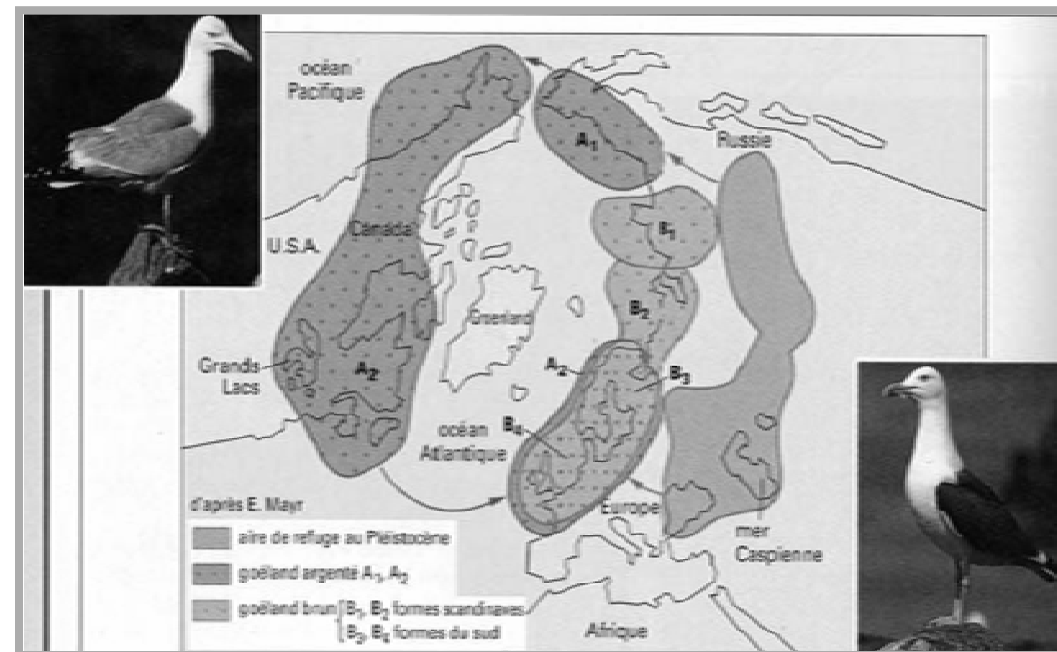 océan
Pacifique
A1
Russie
Canada
U.S.A.
B1
Groenland
B2
Grands
Lacs
A2
A2
B3
océan
Atlantique
B4
d'après E. Mayr
Europe
mer
Caspienne
aire de refuge au Pléistocène
goéland argenté A1, A2
goéland brun [B1, B2 formes scandinaves
B3, B4 formes du sud
Afrique